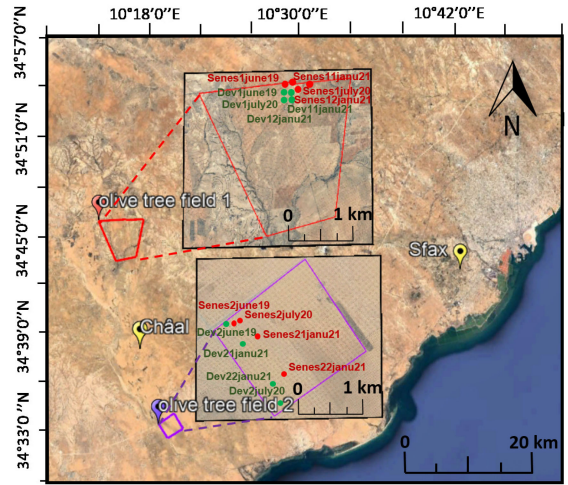 10°18'0''E 10°30'0''E 10°42'0''E
34°57'0''N
34°51'0''N
34°45'0''N
34°39'0''N
34°33'0 ''N
N
Senes1june19 Senes11janu21
Dev1june19 Senes1july20
Dev1july20 Senes12janu21
Dev11janu21
Dev12janu21
0 1 km
olive tree field 1
Sfax
Châal
Senes2june19
Senes2july20
Dev2june19 Senes21janu21
Dev21janu21
Senes22janu21
Dev22janu21
Dev2july20
0 1 km
olive tree field 2
0 20 km